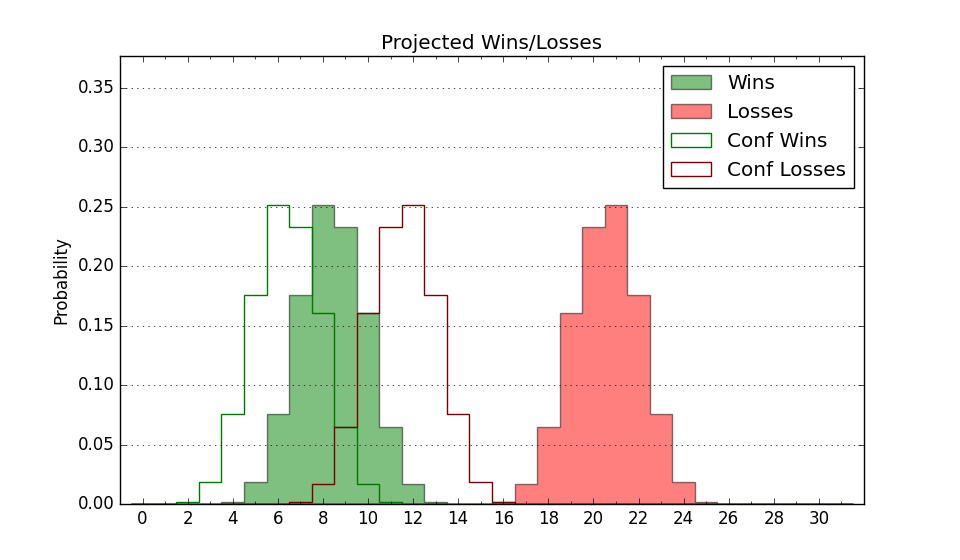 Projected Wins/Losses
Probability
0.35
0.30
0.25
0.20
0.15
0.10
0.05
0.00
0 2 4 6 8 10 12 14 16 18 20 22 24 26 28 30
Wins
Losses
Conf Wins
Conf Losses